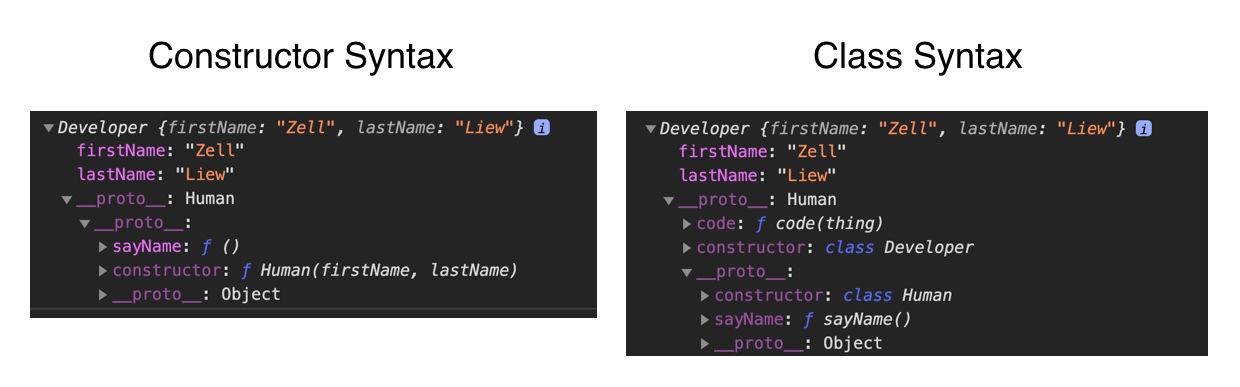 Constructor Syntax
Developer {firstName: "Zell", lastName: "Liew"} i
firstName: "Zell"
lastName: "Liew"
__proto__: Human
__proto__:
sayName: ƒ ()
constructor: ƒ Human(firstName, lastName)
__proto__: Object
Class Syntax
Developer {firstName: "Zell", lastName: "Liew"} i
firstName: "Zell"
lastName: "Liew"
__proto__: Human
code: ƒ code(thing)
constructor: class Developer
__proto__:
constructor: class Human
sayName: ƒ sayName()
__proto__: Object